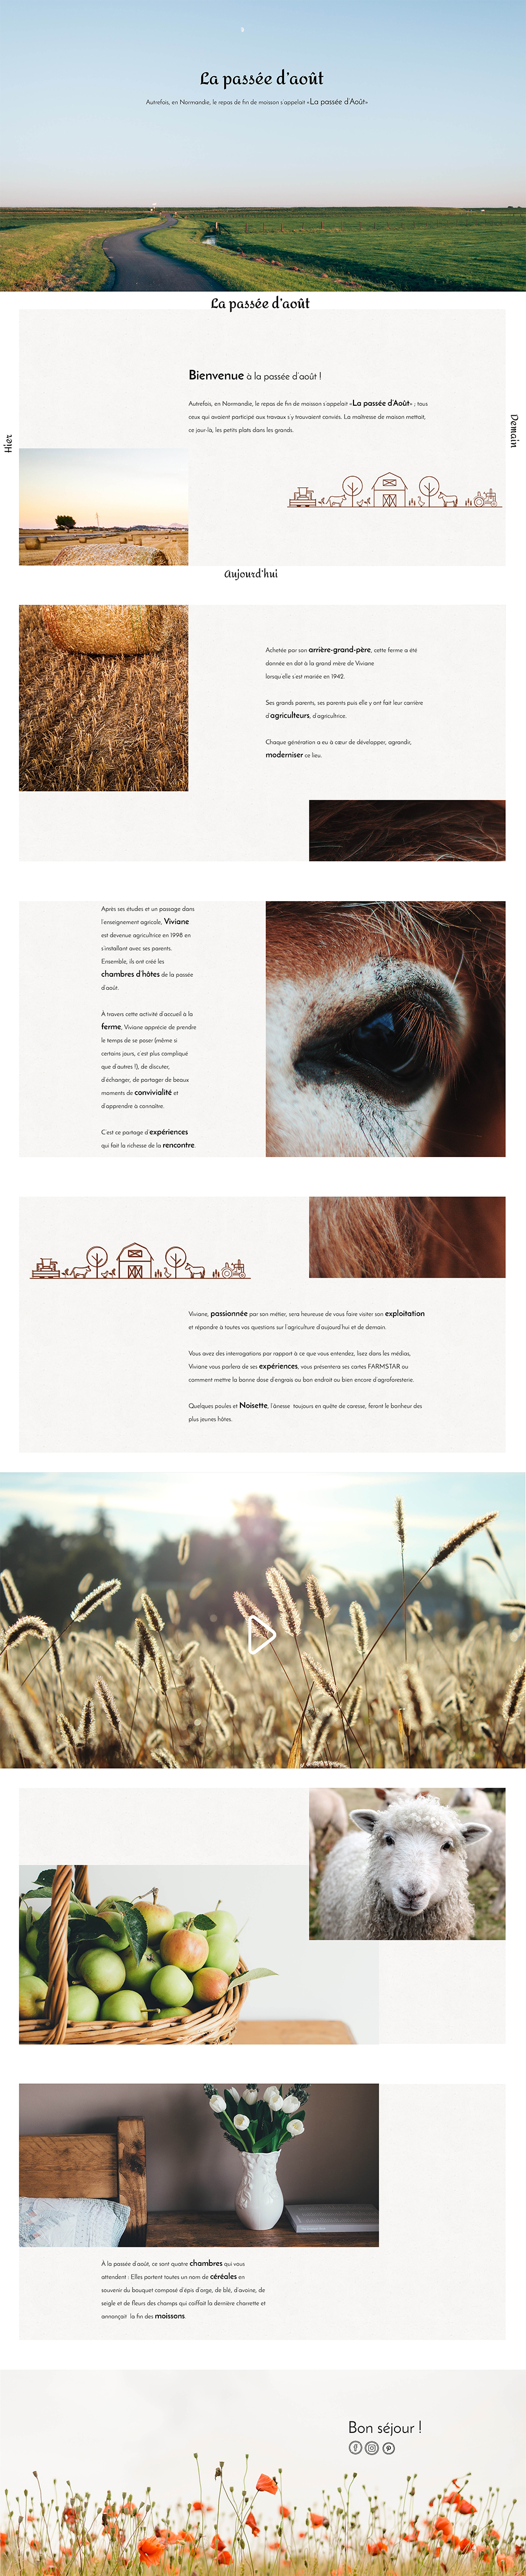 La passée d'août
Autrefois, en Normandie, le repas de fin de moisson s'appelait «La passée d'Août»
La passée d'août
Bienvenue à la passée d'août !
Autrefois, en Normandie, le repas de fin de moisson s'appelait «La passée d'Août» ; tous
ceux qui avaient participé aux travaux s'y trouvaient conviés. La maîtresse de maison mettait,
ce jour-là, les petits plats dans les grands.
Hier
Demain
Aujourd'hui
Achetée par son arrière-grand-père, cette ferme a été
donnée en dot à la grand mère de Viviane
lorsqu'elle s'est mariée en 1942.
Ses grands parents, ses parents puis elle y ont fait leur carrière
d'agriculteurs, d'agricultrice.
Chaque génération a eu à cœur de développer, agrandir,
moderniser ce lieu.
Après ses études et un passage dans
l'enseignement agricole, Viviane
est devenue agricultrice en 1998 en
s'installant avec ses parents.
Ensemble, ils ont créé les
chambres d'hôtes de la passée
d'août.
À travers cette activité d'accueil à la
ferme, Viviane apprécie de prendre
le temps de se poser (même si
certains jours, c'est plus compliqué
que d'autres !), de discuter,
d'échanger, de partager de beaux
moments de convivialité et
d'apprendre à connaître.
C'est ce partage d'expériences
qui fait la richesse de la rencontre.
Viviane, passionnée par son métier, sera heureuse de vous faire visiter son exploitation
et répondre à toutes vos questions sur l'agriculture d'aujourd'hui et de demain.
Vous avez des interrogations par rapport à ce que vous entendez, lisez dans les médias,
Viviane vous parlera de ses expériences, vous présentera ses cartes FARMSTAR ou
comment mettre la bonne dose d'engrais au bon endroit ou bien encore d'agroforesterie.
Quelques poules et Noisette, l'ânesse toujours en quête de caresse, feront le bonheur des
plus jeunes hôtes.
A la passée d'août, ce sont quatre chambres qui vous
attendent : Elles portent toutes un nom de céréales en
souvenir du bouquet composé d'épis d'orge, de blé, d'avoine, de
seigle et de fleurs des champs qui coiffait la dernière charrette et
annonçait la fin des moissons.
Bon séjour !